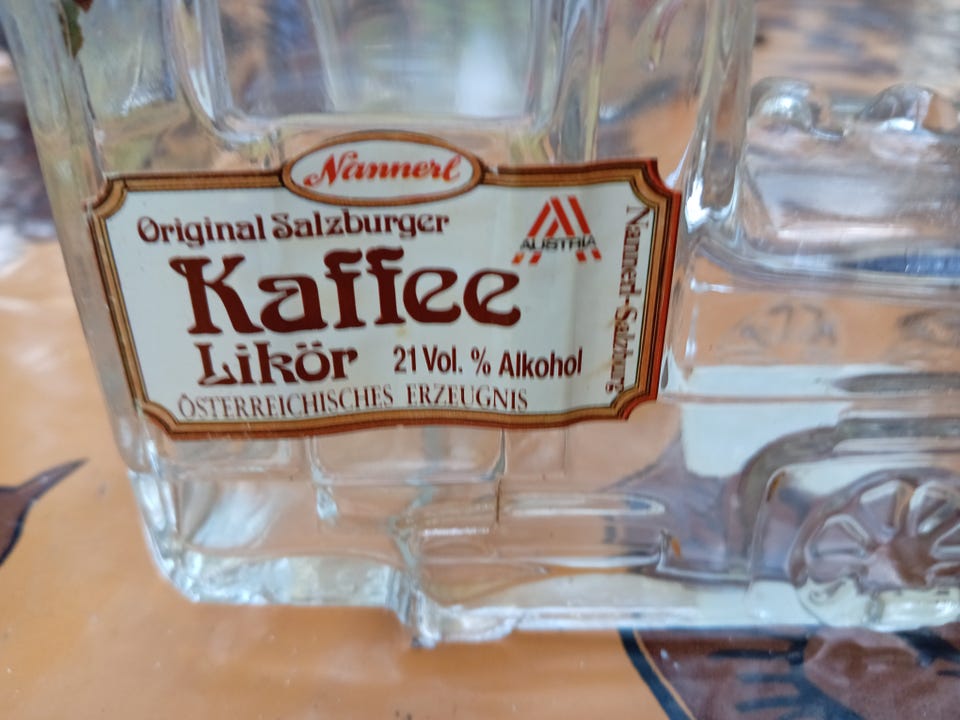 Nannerl
Original Salzburger
Kaffee
Likör
21 Vol. % Alkohol
ÖSTERREICHISCHES ERZEUGNIS
AUSTRIA
Nannerl-Salzburg